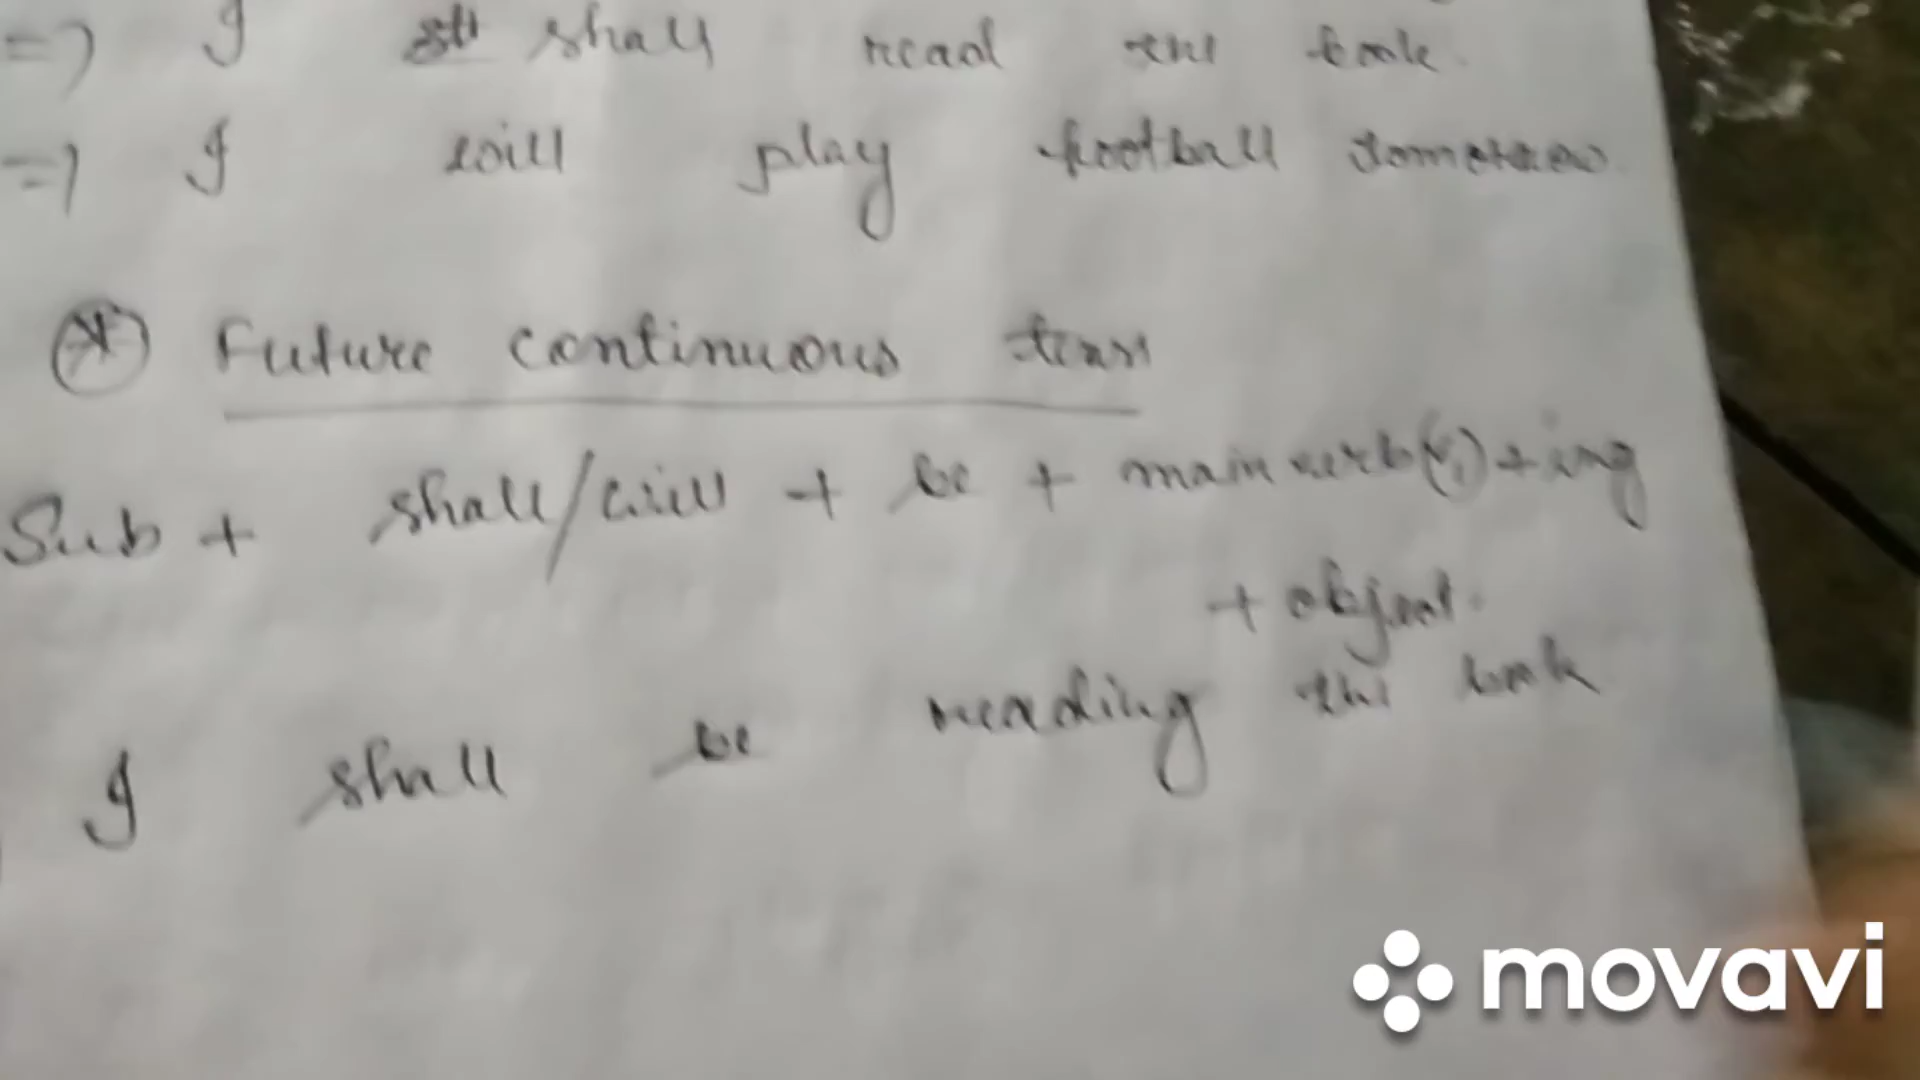 => I shall read the book.
=> I will play football tomorrow
* Future continuous tens
Sub + shall/will + be + main verb(v1) + ing
+ object.
I shall be reading the book
movavi